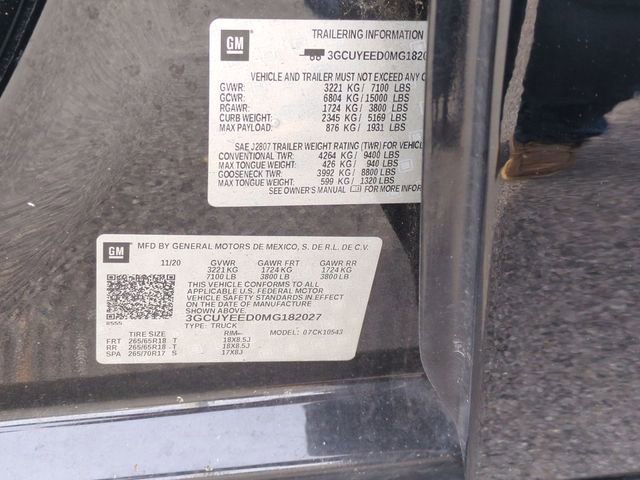 GM
TRAILERING INFORMATION
3GCUYEED0MG18202
VEHICLE AND TRAILER MUST NOT EXCEED ANY
GVWR: 3221 KG / 7100 LBS
GCWR: 6804 KG / 15000 LBS
RGAWR: 1724 KG / 3800 LBS
CURB WEIGHT: 2345 KG / 5169 LBS
MAX PAYLOAD: 876 KG / 1931 LBS
SAE J2807 TRAILER WEIGHT RATING (TWR) FOR VEHICL
CONVENTIONAL TWR: 4264 KG / 9400 LBS
MAX TONGUE WEIGHT: 426 KG / 940 LBS
GOOSENECK TWR: 3992 KG / 8800 LBS
MAX TONGUE WEIGHT: 599 KG / 1320 LBS
SEE OWNER'S MANUAL FOR MORE INFOR
GM
MFD BY GENERAL MOTORS DE MEXICO, S. DE R.L. DE C.V.
11/20 GVWR GAWR FRT GAWR RR
3221 KG 1724 KG 1724 KG
7100 LB 3800 LB 3800 LB
THIS VEHICLE CONFORMS TO ALL
APPLICABLE U.S. FEDERAL MOTOR
VEHICLE SAFETY STANDARDS IN EFFECT
ON THE DATE OF MANUFACTURE
SHOWN ABOVE.
3GCUYEED0MG182027
TYPE: TRUCK
MODEL: 07CK10543
TIRE SIZE RIM
FRT 265/65R18 T 18X8.5J
RR 265/65R18 T 18X8.5J
SPA 265/70R17 S 17X8J